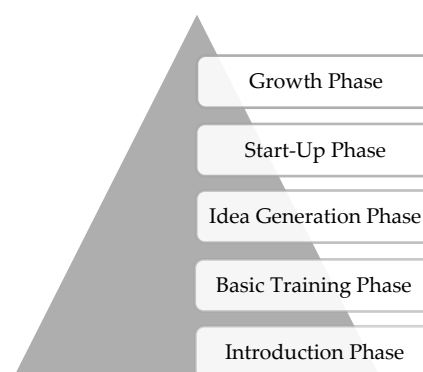 Growth Phase
Start-Up Phase
Idea Generation Phase
Basic Training Phase
Introduction Phase